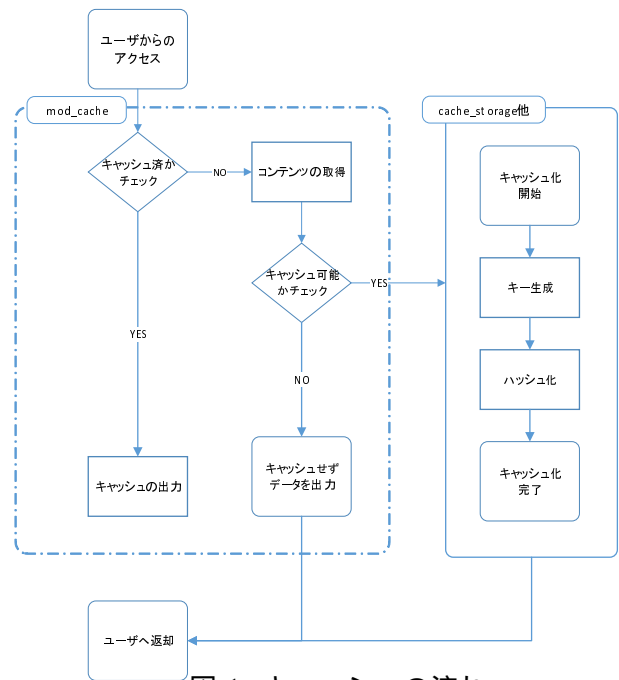 ユーザからの
アクセス
mod_cache
cache_storage他
キャッシュ済か
チェック
NO
コンテンツの取得
キャッシュ化
開始
キャッシュ可能
かチェック
YES
キー生成
YES
NO
ハッシュ化
キャッシュの出力
キャッシュせず
データを出力
キャッシュ化
完了
ユーザへ返却